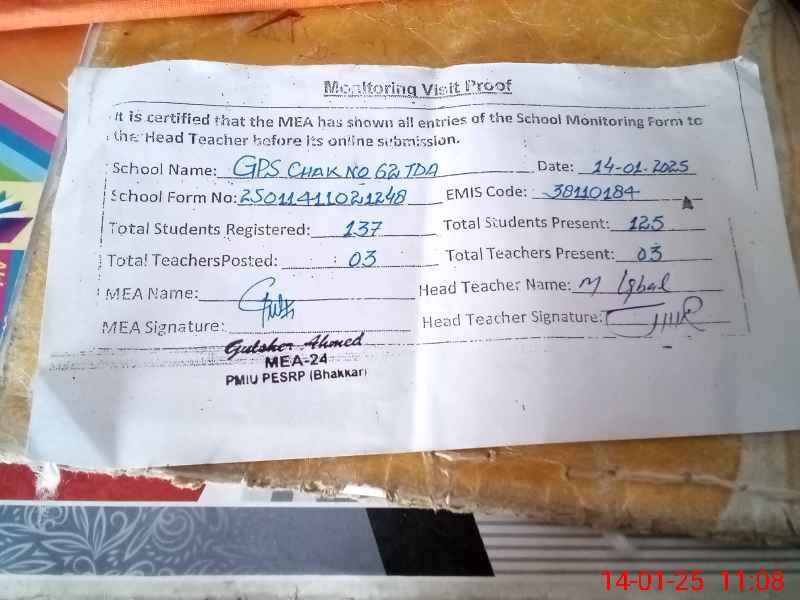 Monitoring Visit Proof
It is certified that the MEA has shown all entries of the School Monitoring Form to
the Head Teacher before its online submission.
School Name: GPS CHAK NO 62 TDA Date: 14-01-2025
School Form No: 25011411021248 EMIS Code: 38110184
Total Students Registered: 137 Total Students Present: 125
Total TeachersPosted: 03 Total Teachers Present: 03
MEA Name: Head Teacher Name: M Iqbal
MEA Signature: Head Teacher Signature:
Gulsher Ahmed
MEA-24
PMIU PESRP (Bhakkar)
14-01-25 11:08